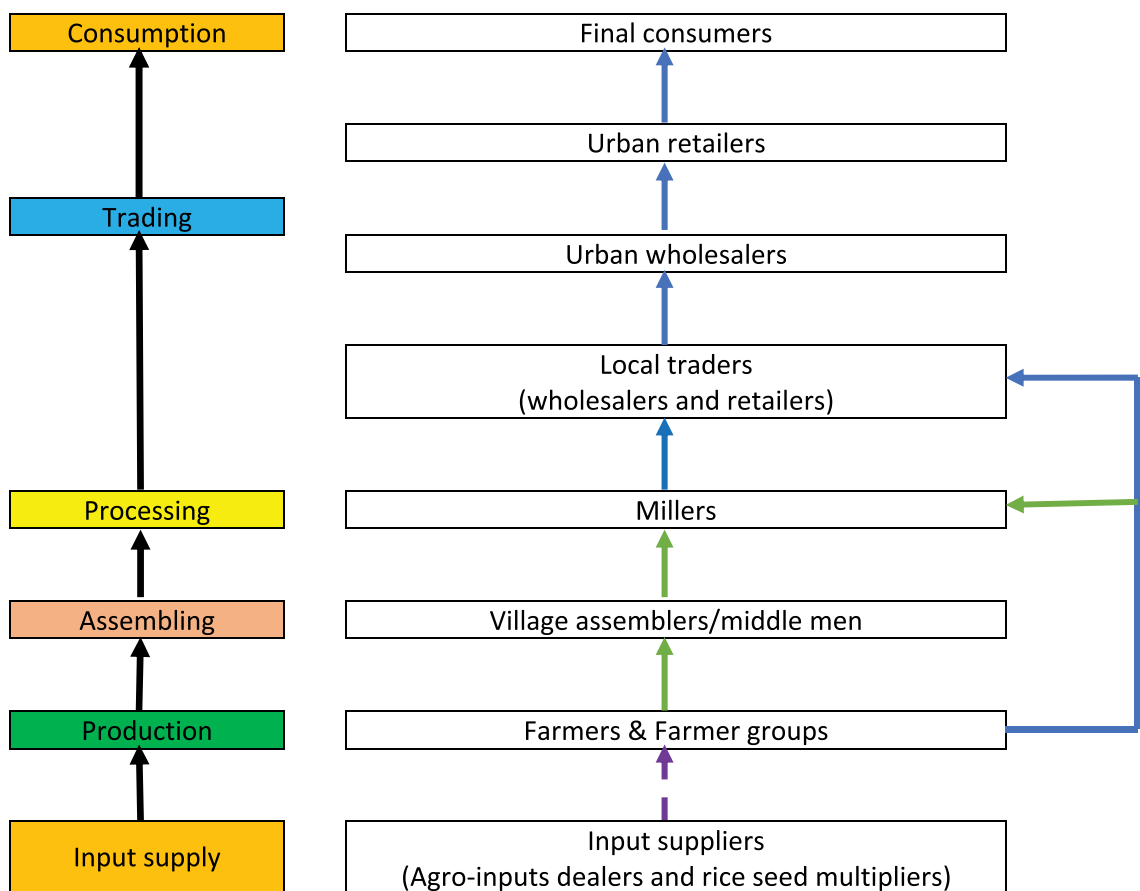 Consumption
Final consumers
Urban retailers
Trading
Urban wholesalers
Local traders
(wholesalers and retailers)
Processing
Millers
Assembling
Village assemblers/middle men
Production
Farmers & Farmer groups
Input supply
Input suppliers
(Agro-inputs dealers and rice seed multipliers)